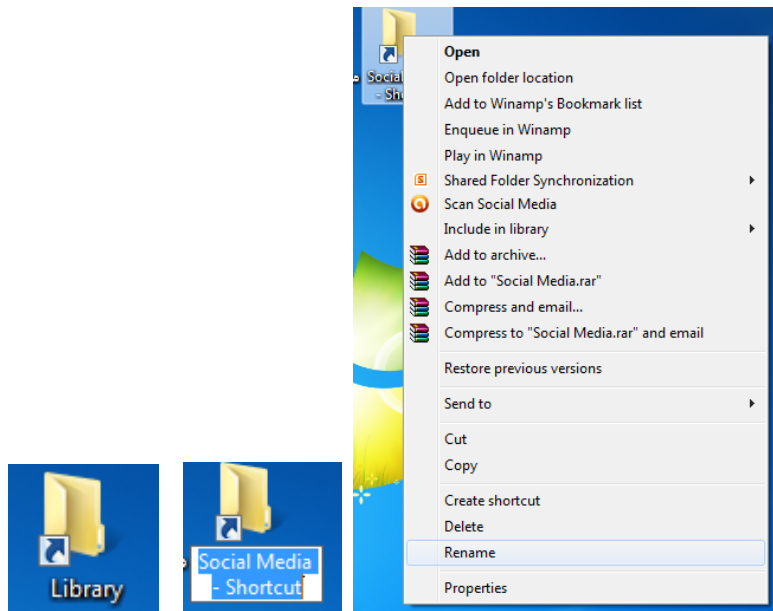 Library
Social Media
- Shortcut
Social
- Sh
Open
Open folder location
Add to Winamp's Bookmark list
Enqueue in Winamp
Play in Winamp
Shared Folder Synchronization
Scan Social Media
Include in library
Add to archive...
Add to "Social Media.rar"
Compress and email...
Compress to "Social Media.rar" and email
Restore previous versions
Send to
Cut
Copy
Create shortcut
Delete
Rename
Properties